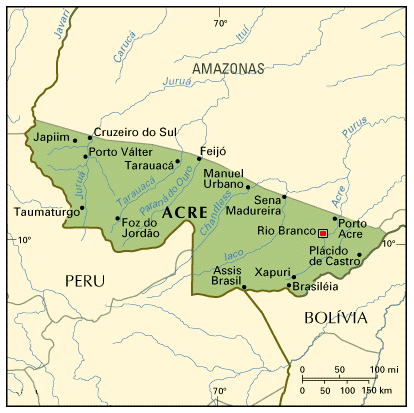 70°
Javari
Caruçá
Ituí
Juruá
AMAZONAS
Purus
Japiim
Cruzeiro do Sul
Porto Válter
Feijó
Tarauacá
Manuel
Urbano
Juruá
Tarauacá
Paraná do Ouro
Chandless
Sena
Madureira
Acre
Taumaturgo
Foz do
Jordão
ACRE
Rio Branco
Porto
Acre
10°
10°
Iaco
Plácido
de Castro
Assis
Brasil
Xapuri
Brasiléia
PERU
BOLÍVIA
0 50 100 mi
0 50 100 150 km
70°